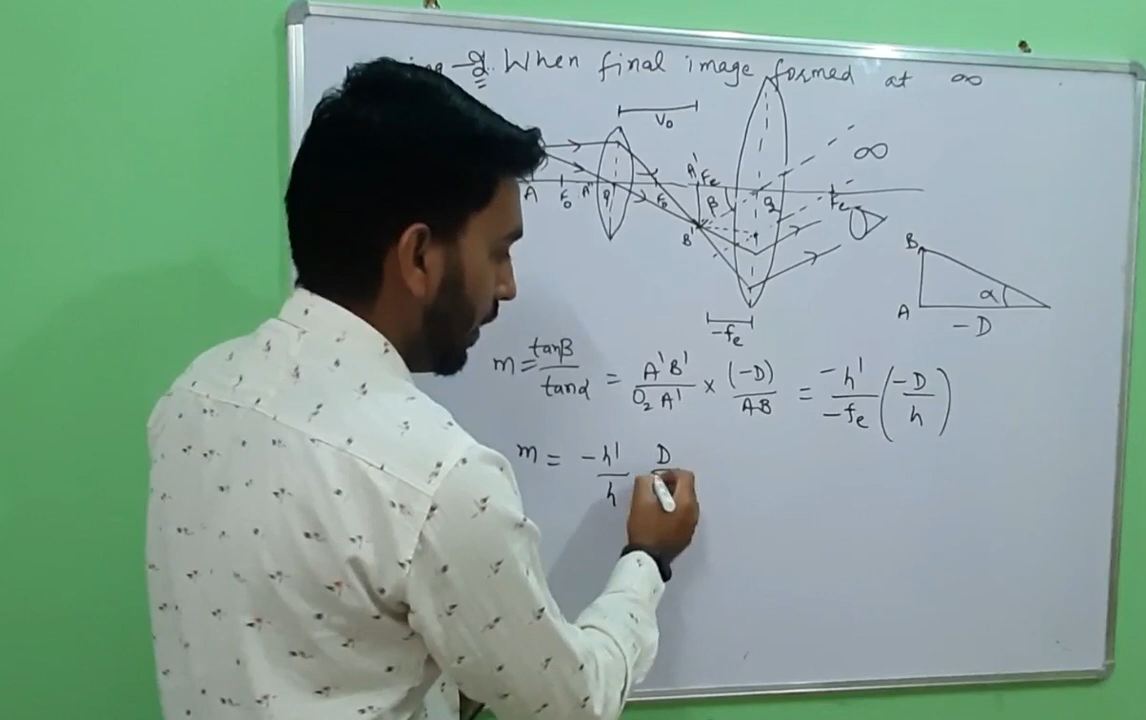 When final image formed at ∞
V₀
∞
A F₀ A' F₀ A' Fe β Fe
B'
B
A α
-D
-fe
m = tanβ/tanα = A'B'/O₂A' × (-D)/AB = -h'/-fe (-D/h)
m = -h'/h D